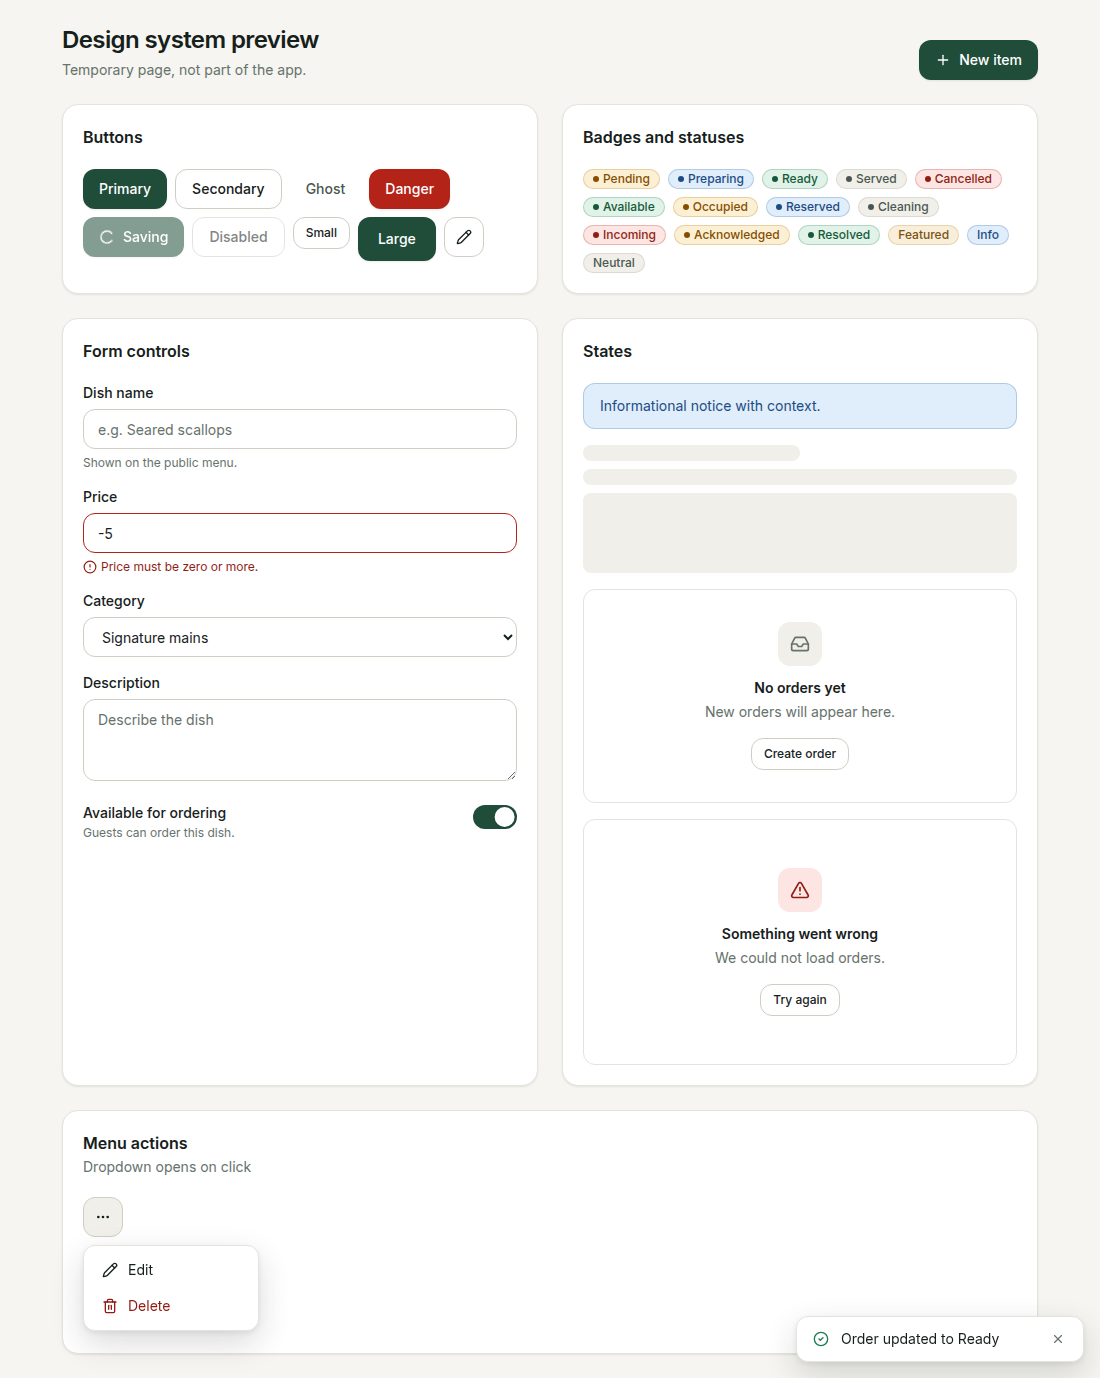 Design system preview
Temporary page, not part of the app.
New item
Buttons
Primary Secondary Ghost Danger
Saving Disabled Small Large
Badges and statuses
Pending Preparing Ready Served Cancelled
Available Occupied Reserved Cleaning
Incoming Acknowledged Resolved Featured Info
Neutral
Form controls
Dish name
e.g. Seared scallops
Shown on the public menu.
Price
-5
Price must be zero or more.
Category
Signature mains
Description
Describe the dish
Available for ordering
Guests can order this dish.
States
Informational notice with context.
No orders yet
New orders will appear here.
Create order
Something went wrong
We could not load orders.
Try again
Menu actions
Dropdown opens on click
Edit
Delete
Order updated to Ready